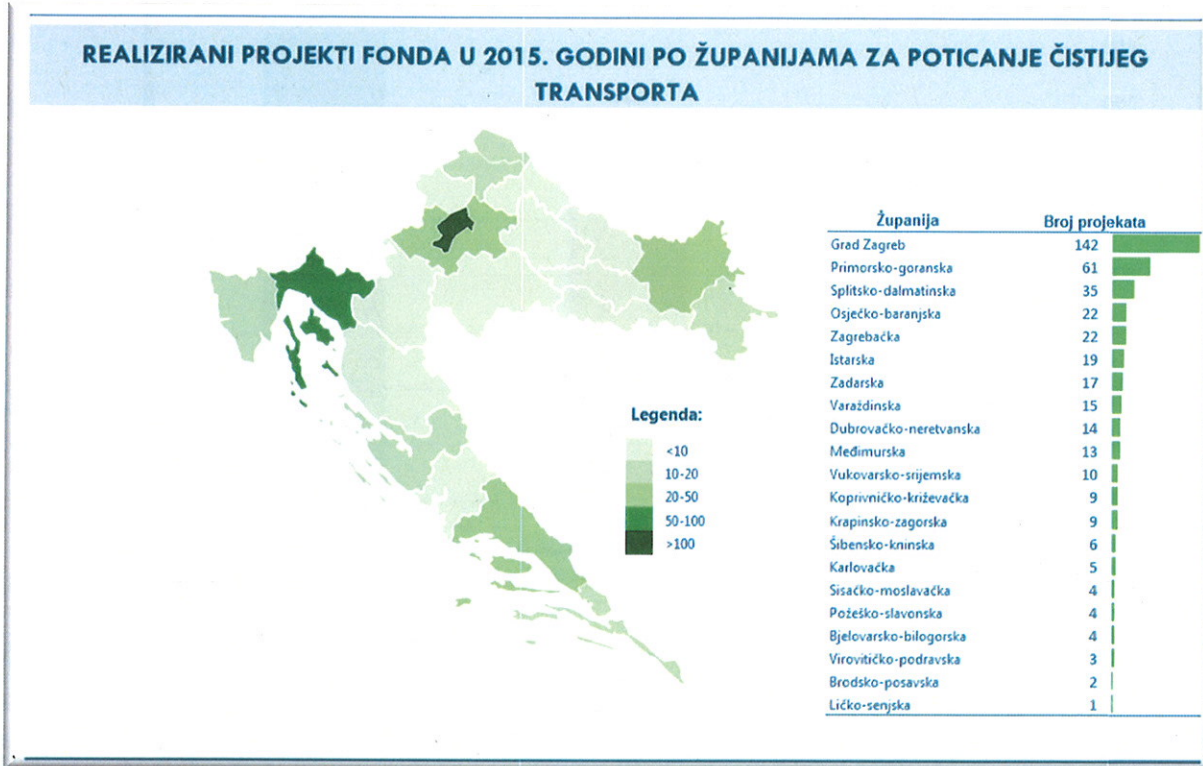 REALIZIRANI PROJEKTI FONDA U 2015. GODINI PO ŽUPANIJAMA ZA POTICANJE ČISTIJEG
TRANSPORTA
Legenda:
<10
10-20
20-50
50-100
>100
Županija Broj projekata
Grad Zagreb 142
Primorsko-goranska 61
Splitsko-dalmatinska 35
Osječko-baranjska 22
Zagrebačka 22
Istarska 19
Zadarska 17
Varaždinska 15
Dubrovačko-neretvanska 14
Međimurska 13
Vukovarsko-srijemska 10
Koprivničko-križevačka 9
Krapinsko-zagorska 9
Šibensko-kninska 6
Karlovačka 5
Sisačko-moslavačka 4
Požeško-slavonska 4
Bjelovarsko-bilogorska 4
Virovitičko-podravska 3
Brodsko-posavska 2
Ličko-senjska 1